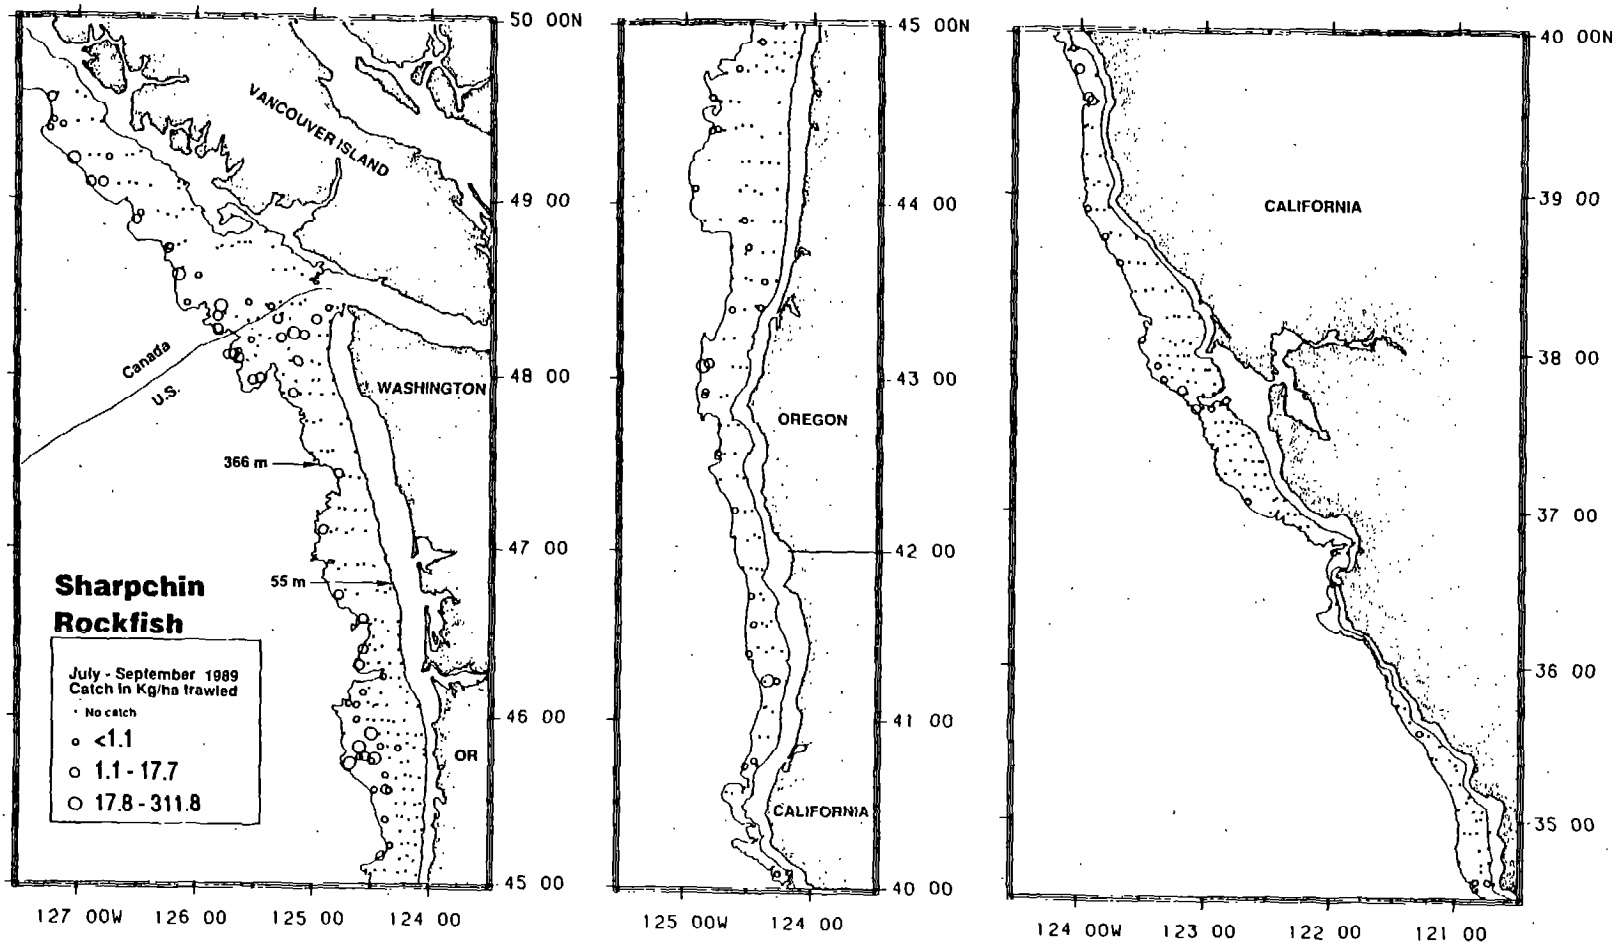 50 00N
VANCOUVER ISLAND
49 00
Canada
U.S.
48 00
WASHINGTON
366 m
47 00
55 m
Sharpchin
Rockfish
July - September 1989
Catch in Kg/ha trawled
· No catch
<1.1
1.1 - 17.7
17.8 - 311.8
46 00
OR
45 00
127 00W 126 00 125 00 124 00
45 00N
44 00
43 00
OREGON
42 00
41 00
CALIFORNIA
40 00
125 00W 124 00
40 00N
39 00
CALIFORNIA
38 00
37 00
36 00
35 00
124 00W 123 00 122 00 121 00